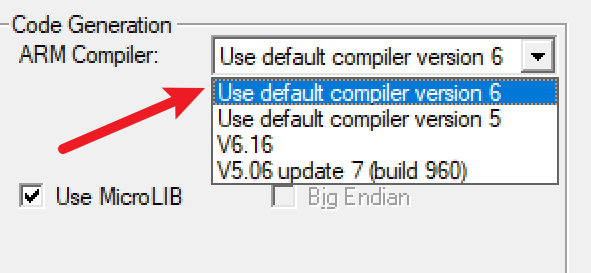 Code Generation
ARM Compiler:
Use default compiler version 6
Use default compiler version 6
Use default compiler version 5
V6.16
V5.06 update 7 (build 960)
Use MicroLIB
Big Endian